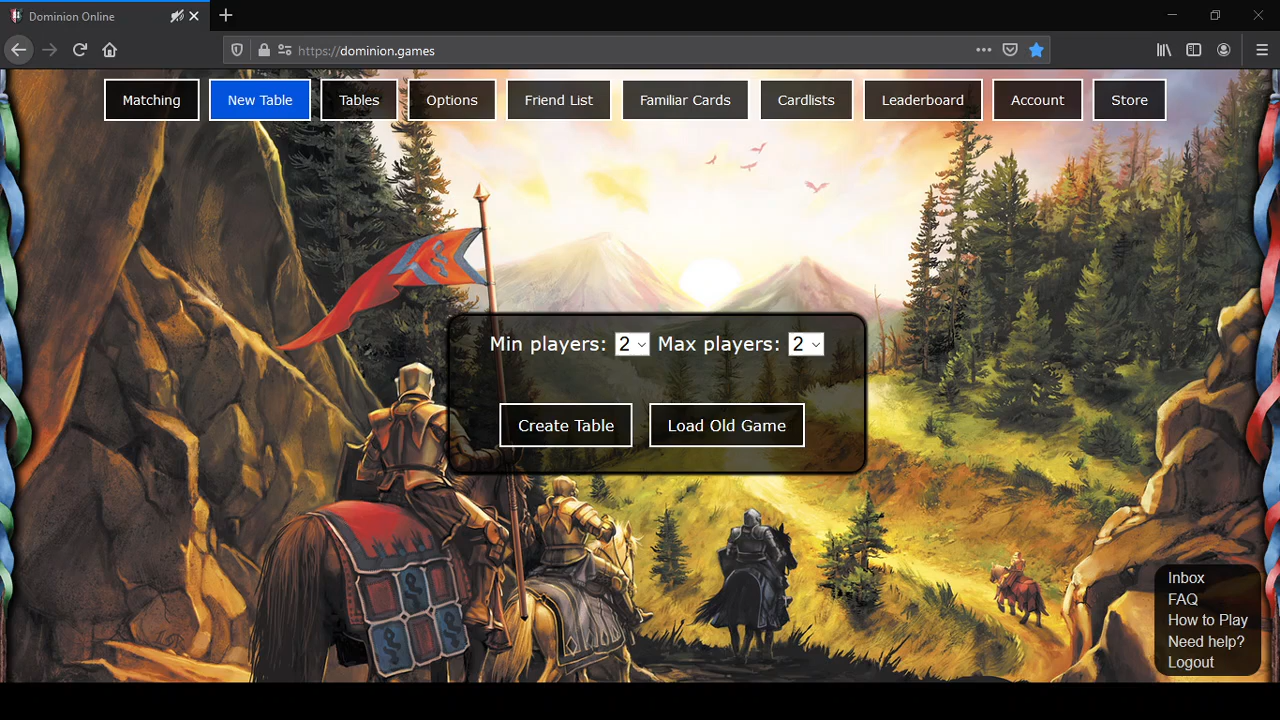 Dominion Online
https://dominion.games
Matching New Table Tables Options Friend List Familiar Cards Cardlists Leaderboard Account Store
Min players: 2 Max players: 2
Create Table Load Old Game
Inbox
FAQ
How to Play
Need help?
Logout